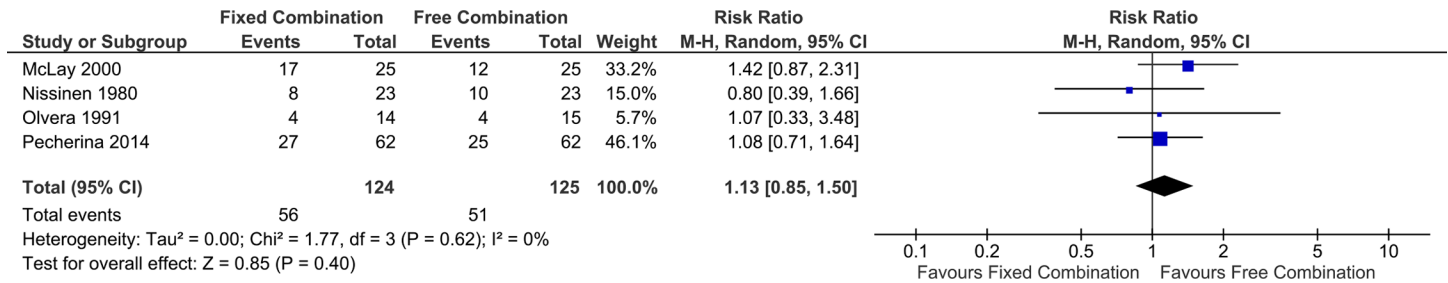 Fixed Combination Free Combination Risk Ratio Risk Ratio
Study or Subgroup Events Total Events Total Weight M-H, Random, 95% CI M-H, Random, 95% CI
McLay 2000 17 25 12 25 33.2% 1.42 [0.87, 2.31]
Nissinen 1980 8 23 10 23 15.0% 0.80 [0.39, 1.66]
Olvera 1991 4 14 4 15 5.7% 1.07 [0.33, 3.48]
Pecherina 2014 27 62 25 62 46.1% 1.08 [0.71, 1.64]
Total (95% CI) 124 125 100.0% 1.13 [0.85, 1.50]
Total events 56 51
Heterogeneity: Tau² = 0.00; Chi² = 1.77, df = 3 (P = 0.62); I² = 0%
Test for overall effect: Z = 0.85 (P = 0.40)
0.1 0.2 0.5 1 2 5 10
Favours Fixed Combination Favours Free Combination